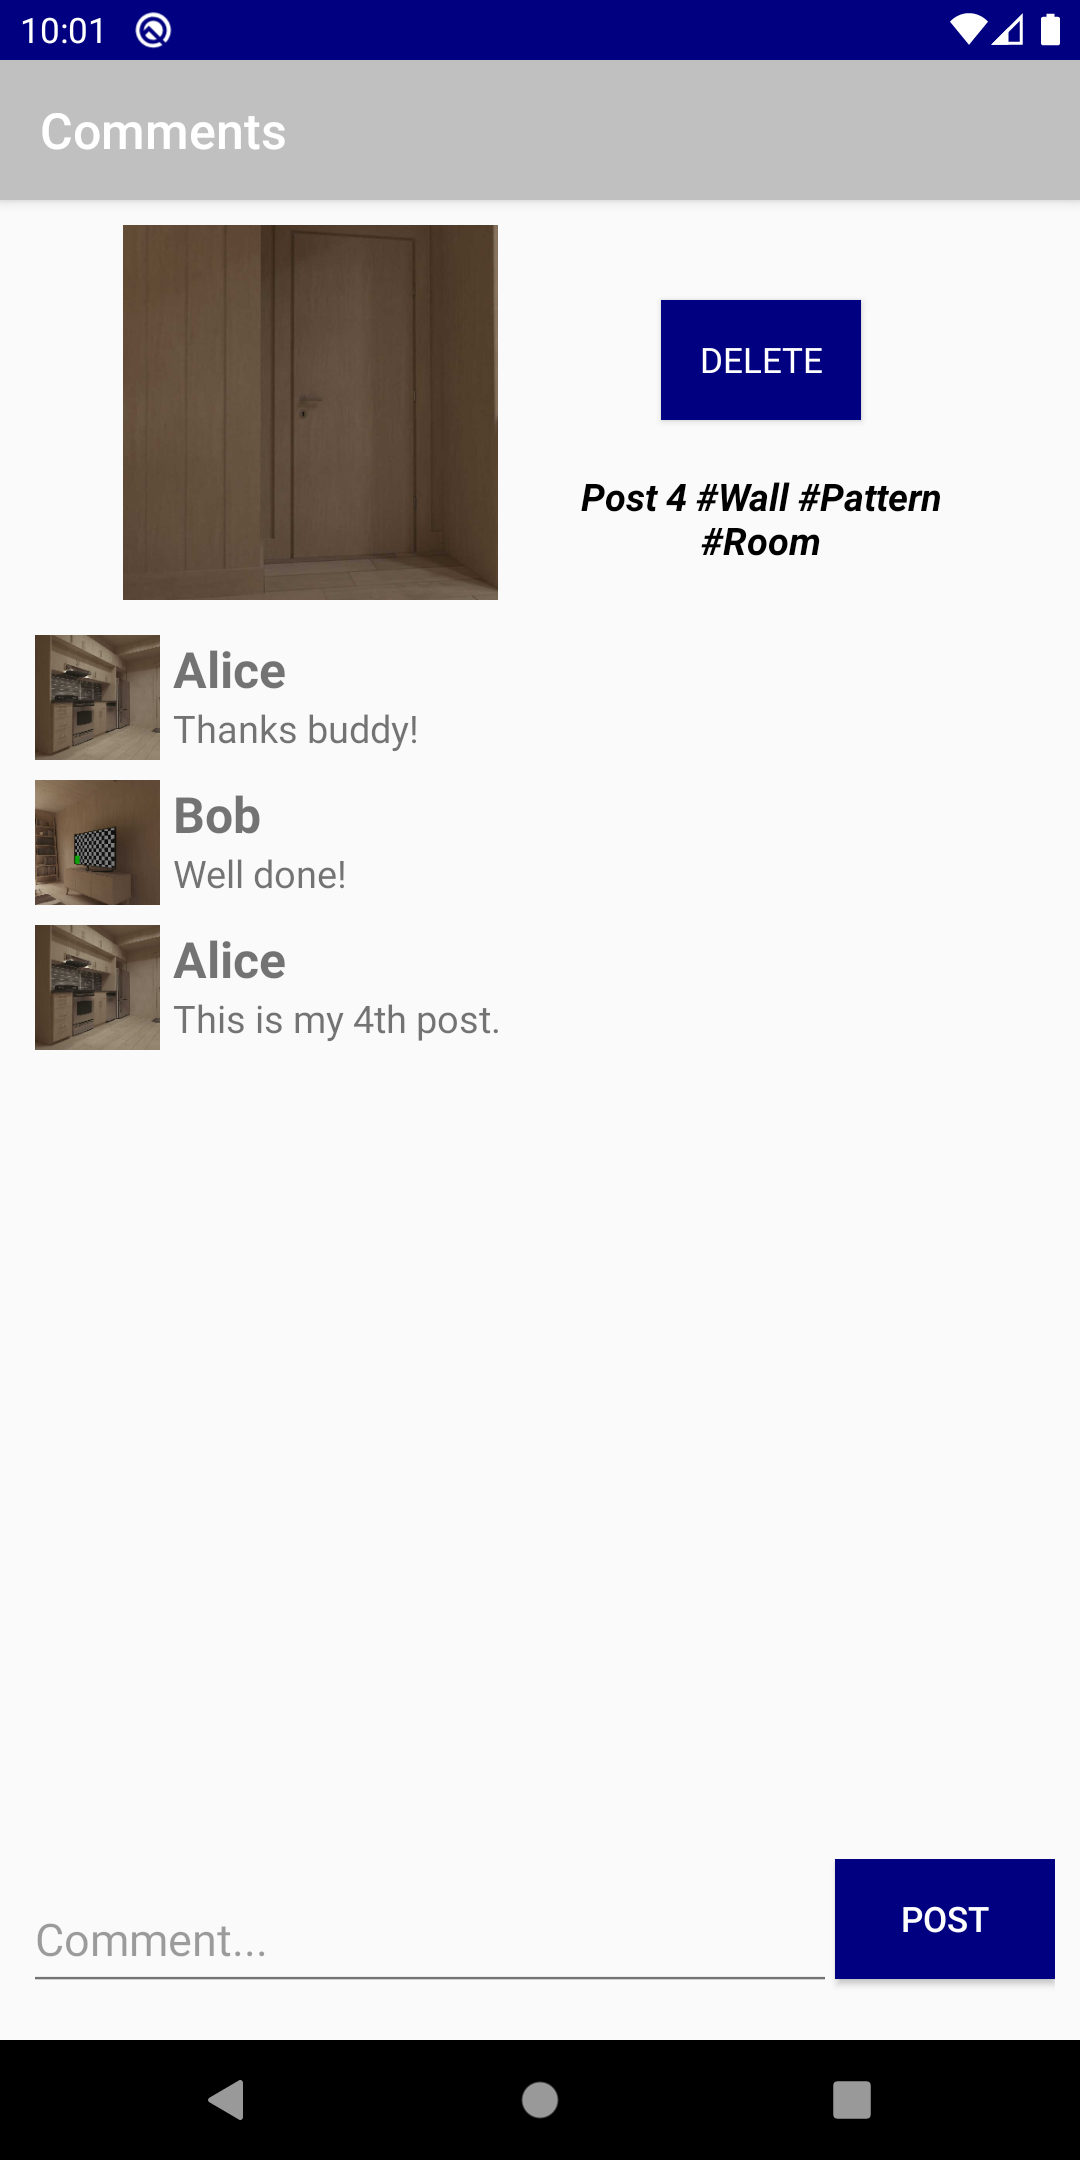 10:01
Comments
DELETE
Post 4 #Wall #Pattern
#Room
Alice
Thanks buddy!
Bob
Well done!
Alice
This is my 4th post.
Comment...
POST